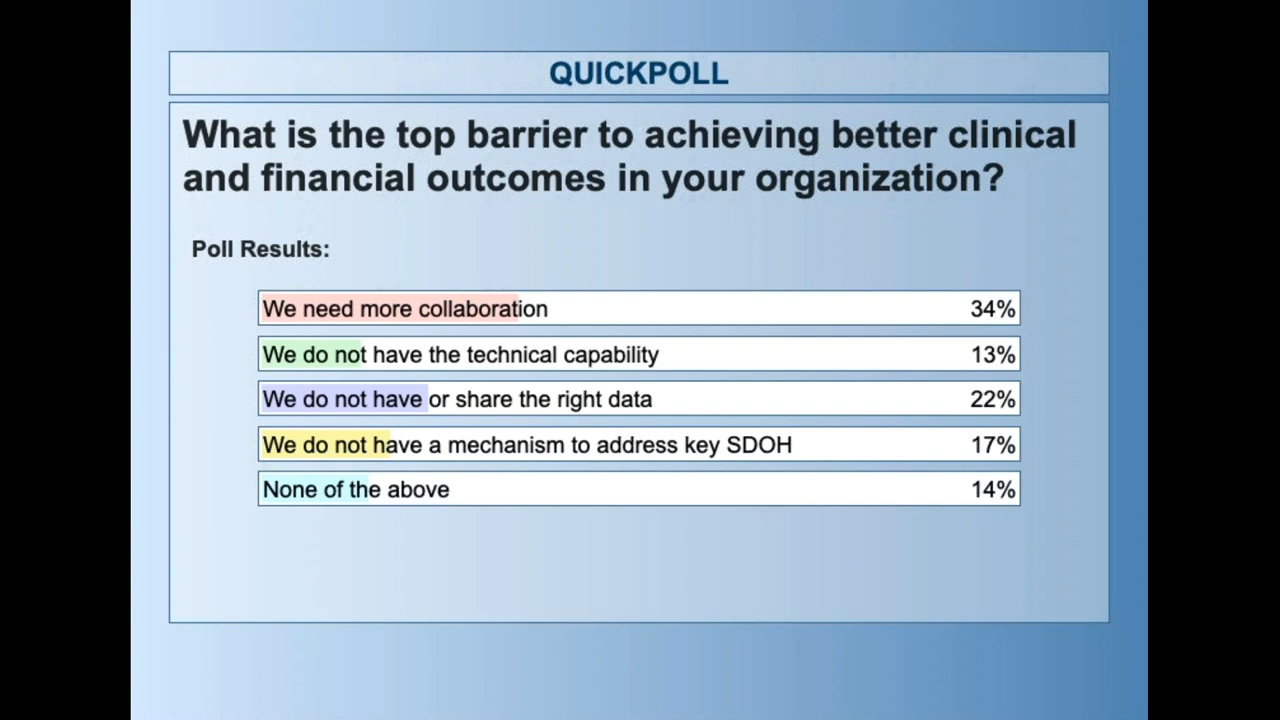 QUICKPOLL
What is the top barrier to achieving better clinical
and financial outcomes in your organization?
Poll Results:
We need more collaboration 34%
We do not have the technical capability 13%
We do not have or share the right data 22%
We do not have a mechanism to address key SDOH 17%
None of the above 14%